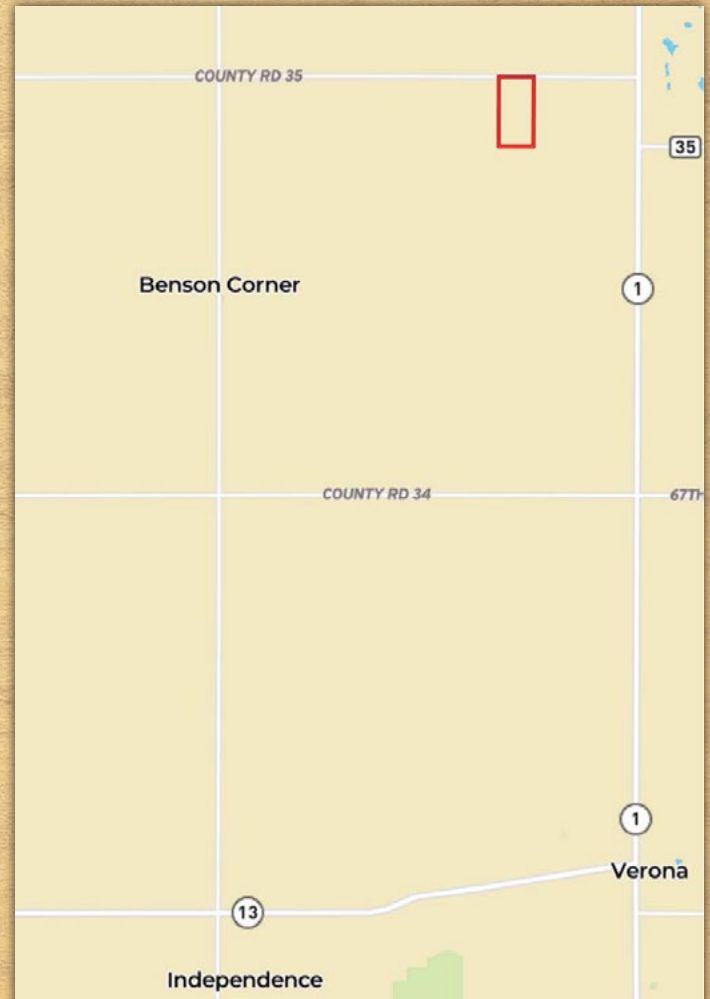 COUNTY RD 35
35
Benson Corner
1
COUNTY RD 34
67TH
1
Verona
13
Independence